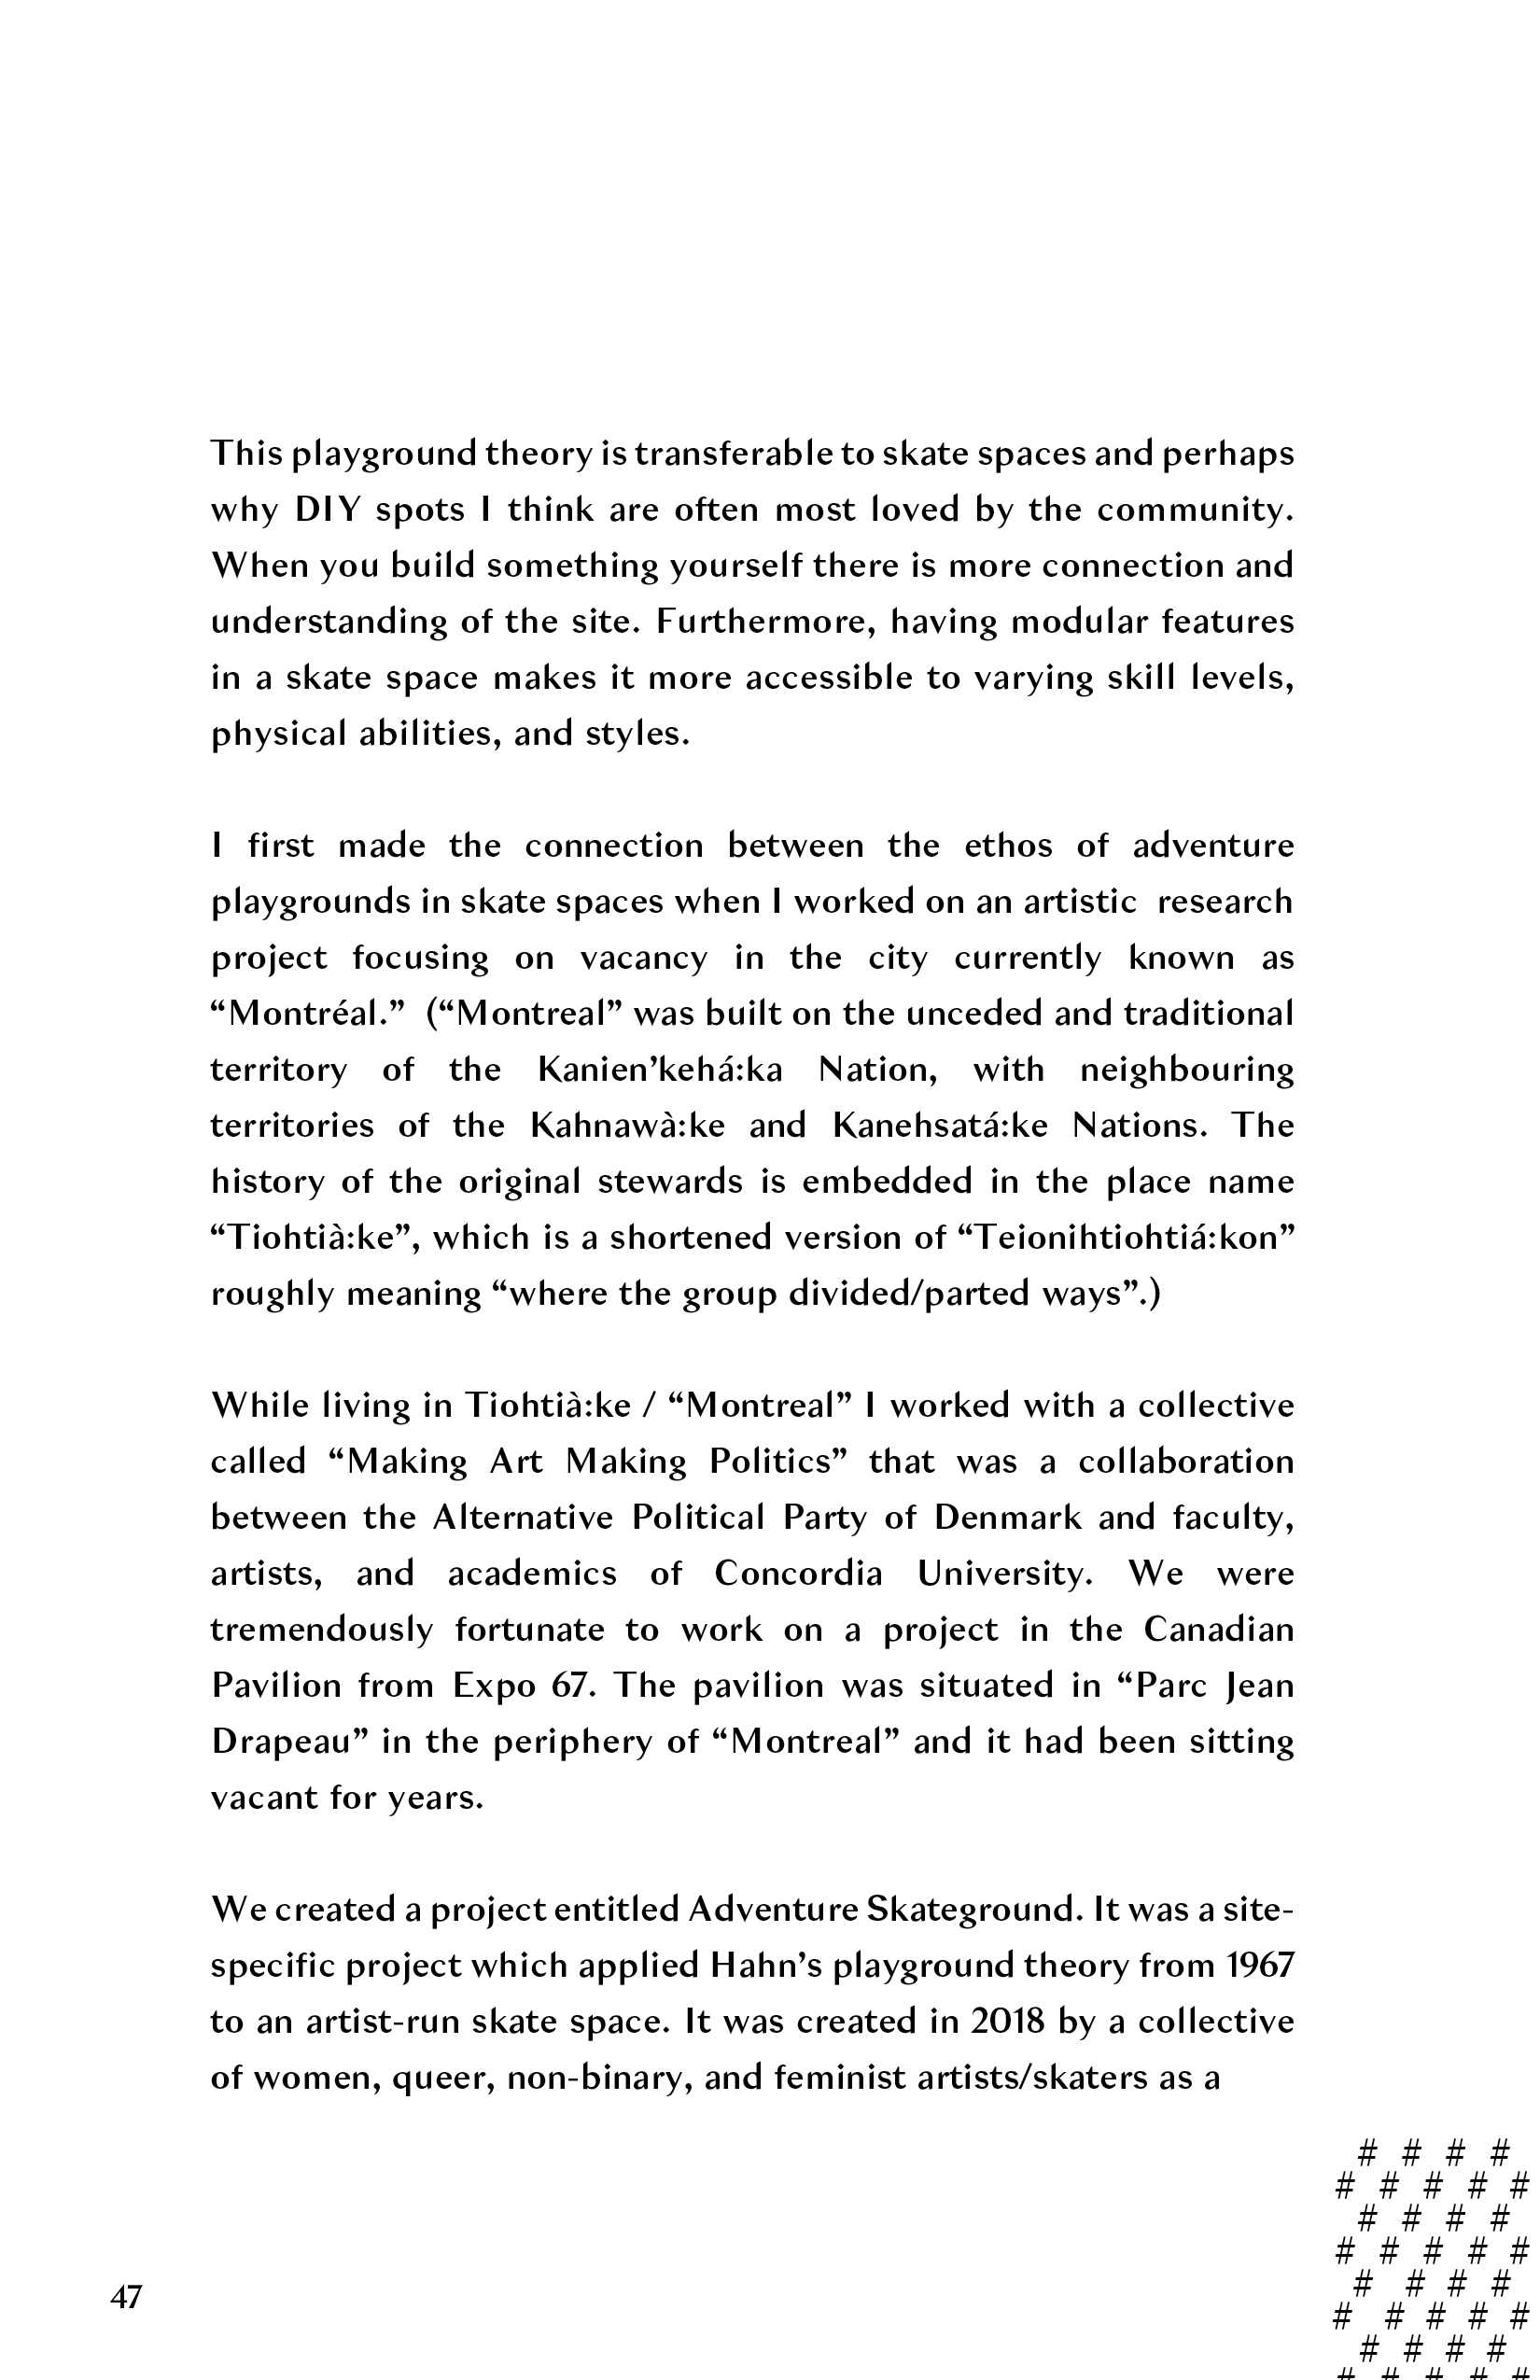 This playground theory is transferable to skate spaces and perhaps
why DIY spots I think are often most loved by the community.
When you build something yourself there is more connection and
understanding of the site. Furthermore, having modular features
in a skate space makes it more accessible to varying skill levels,
physical abilities, and styles.
I first made the connection between the ethos of adventure
playgrounds in skate spaces when I worked on an artistic  research
project focusing on vacancy in the city currently known as
“Montréal.”  (“Montreal” was built on the unceded and traditional
territory of the Kanien’kehá:ka Nation, with neighbouring
territories of the Kahnawà:ke and Kanehsatá:ke Nations. The
history of the original stewards is embedded in the place name
“Tiohtià:ke”, which is a shortened version of “Teionihtiohtiá:kon”
roughly meaning “where the group divided/parted ways”.)
While living in Tiohtià:ke / “Montreal” I worked with a collective
called “Making Art Making Politics” that was a collaboration
between the Alternative Political Party of Denmark and faculty,
artists, and academics of Concordia University. We were
tremendously fortunate to work on a project in the Canadian
Pavilion from Expo 67. The pavilion was situated in “Parc Jean
Drapeau” in the periphery of “Montreal” and it had been sitting
vacant for years.
We created a project entitled Adventure Skateground. It was a site-
specific project which applied Hahn’s playground theory from 1967
to an artist-run skate space. It was created in 2018 by a collective
of women, queer, non-binary, and feminist artists/skaters as a
# # # #
# # # # #
# # # #
# # # # #
# # # #
# # # # #
# # # #
# # # # #
47